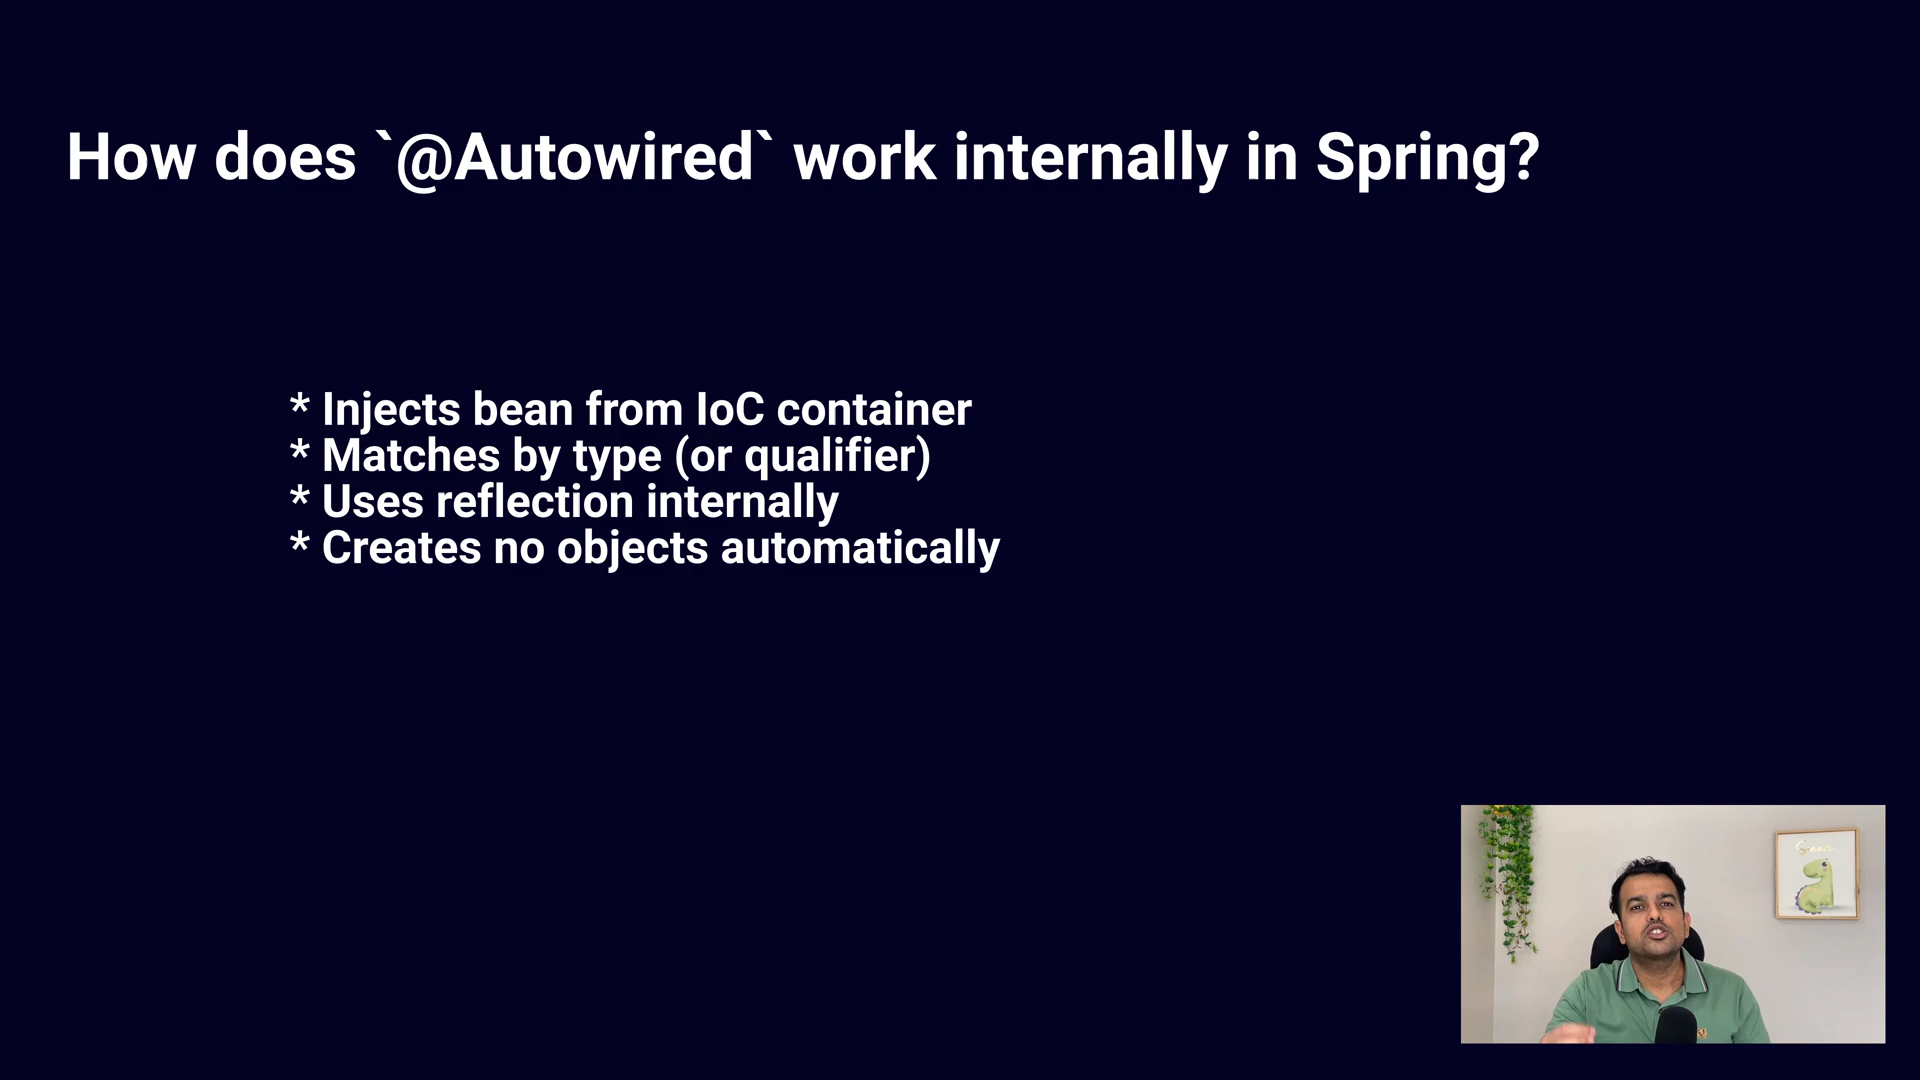 How does `@Autowired` work internally in Spring?
* Injects bean from IoC container
* Matches by type (or qualifier)
* Uses reflection internally
* Creates no objects automatically